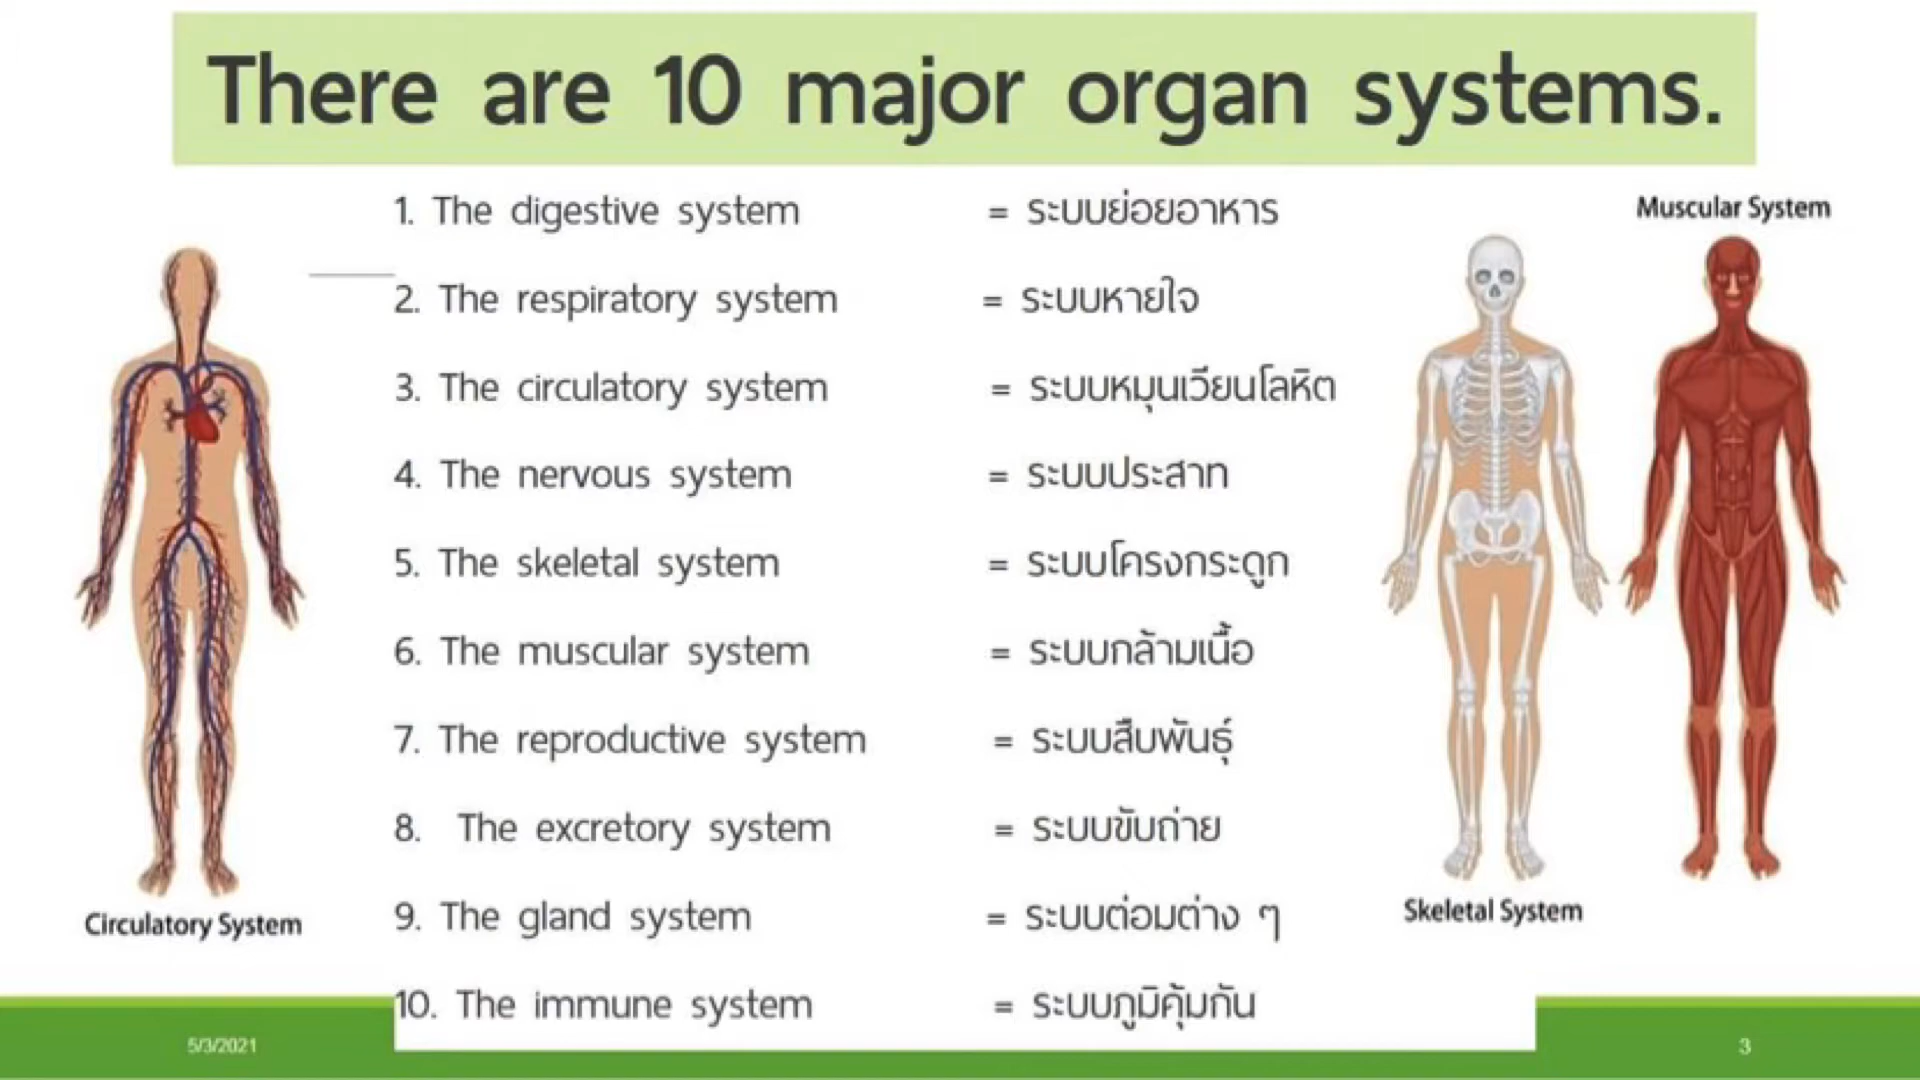 There are 10 major organ systems.
1. The digestive system = ระบบย่อยอาหาร
2. The respiratory system = ระบบหายใจ
3. The circulatory system = ระบบหมุนเวียนโลหิต
4. The nervous system = ระบบประสาท
5. The skeletal system = ระบบโครงกระดูก
6. The muscular system = ระบบกล้ามเนื้อ
7. The reproductive system = ระบบสืบพันธุ์
8. The excretory system = ระบบขับถ่าย
9. The gland system = ระบบต่อมต่าง ๆ
10. The immune system = ระบบภูมิคุ้มกัน
Muscular System
Circulatory System
Skeletal System
5/3/2021
3